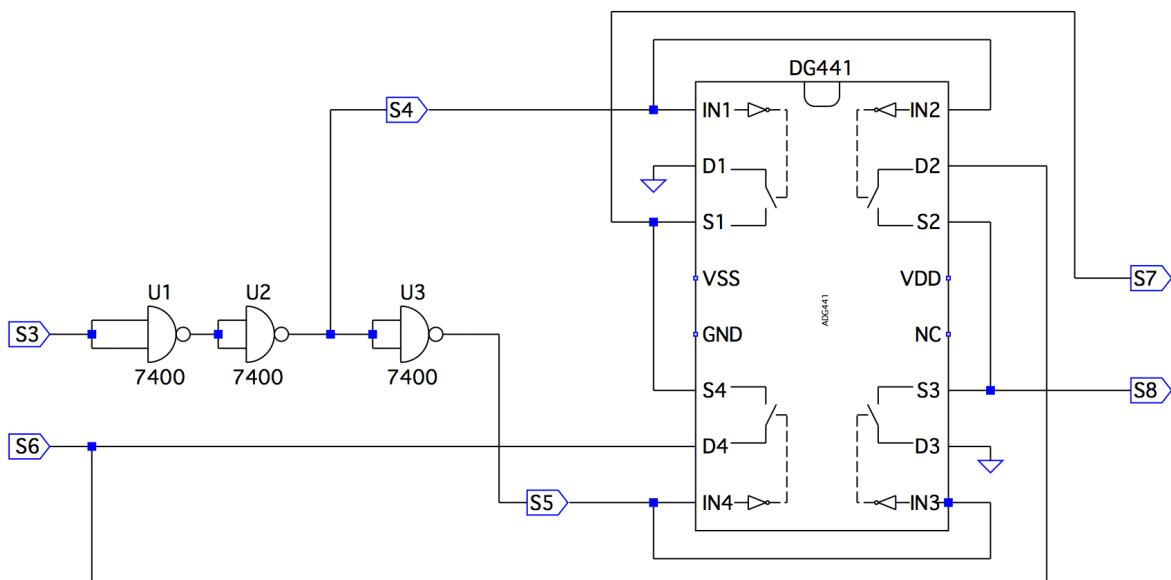 DG441
S4
IN1
IN2
D1
D2
S1
S2
VSS
VDD
S7
U1
U2
U3
ADG441
S3
GND
NC
7400
7400
7400
S4
S3
S8
S6
D4
D3
S5
IN4
IN3